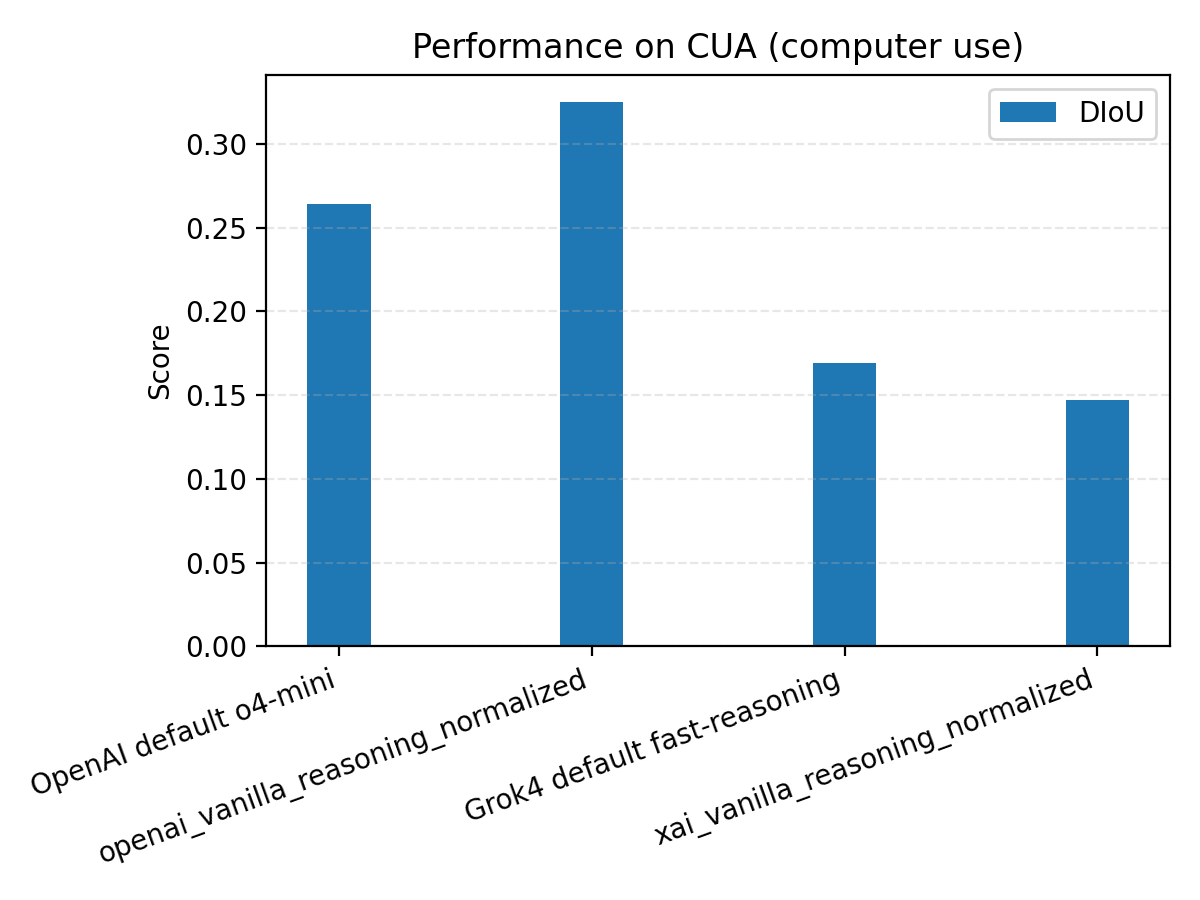 Performance on CUA (computer use)
DIoU
Score
0.30
0.25
0.20
0.15
0.10
0.05
0.00
OpenAI default o4-mini
openai_vanilla_reasoning_normalized
Grok4 default fast-reasoning
xai_vanilla_reasoning_normalized